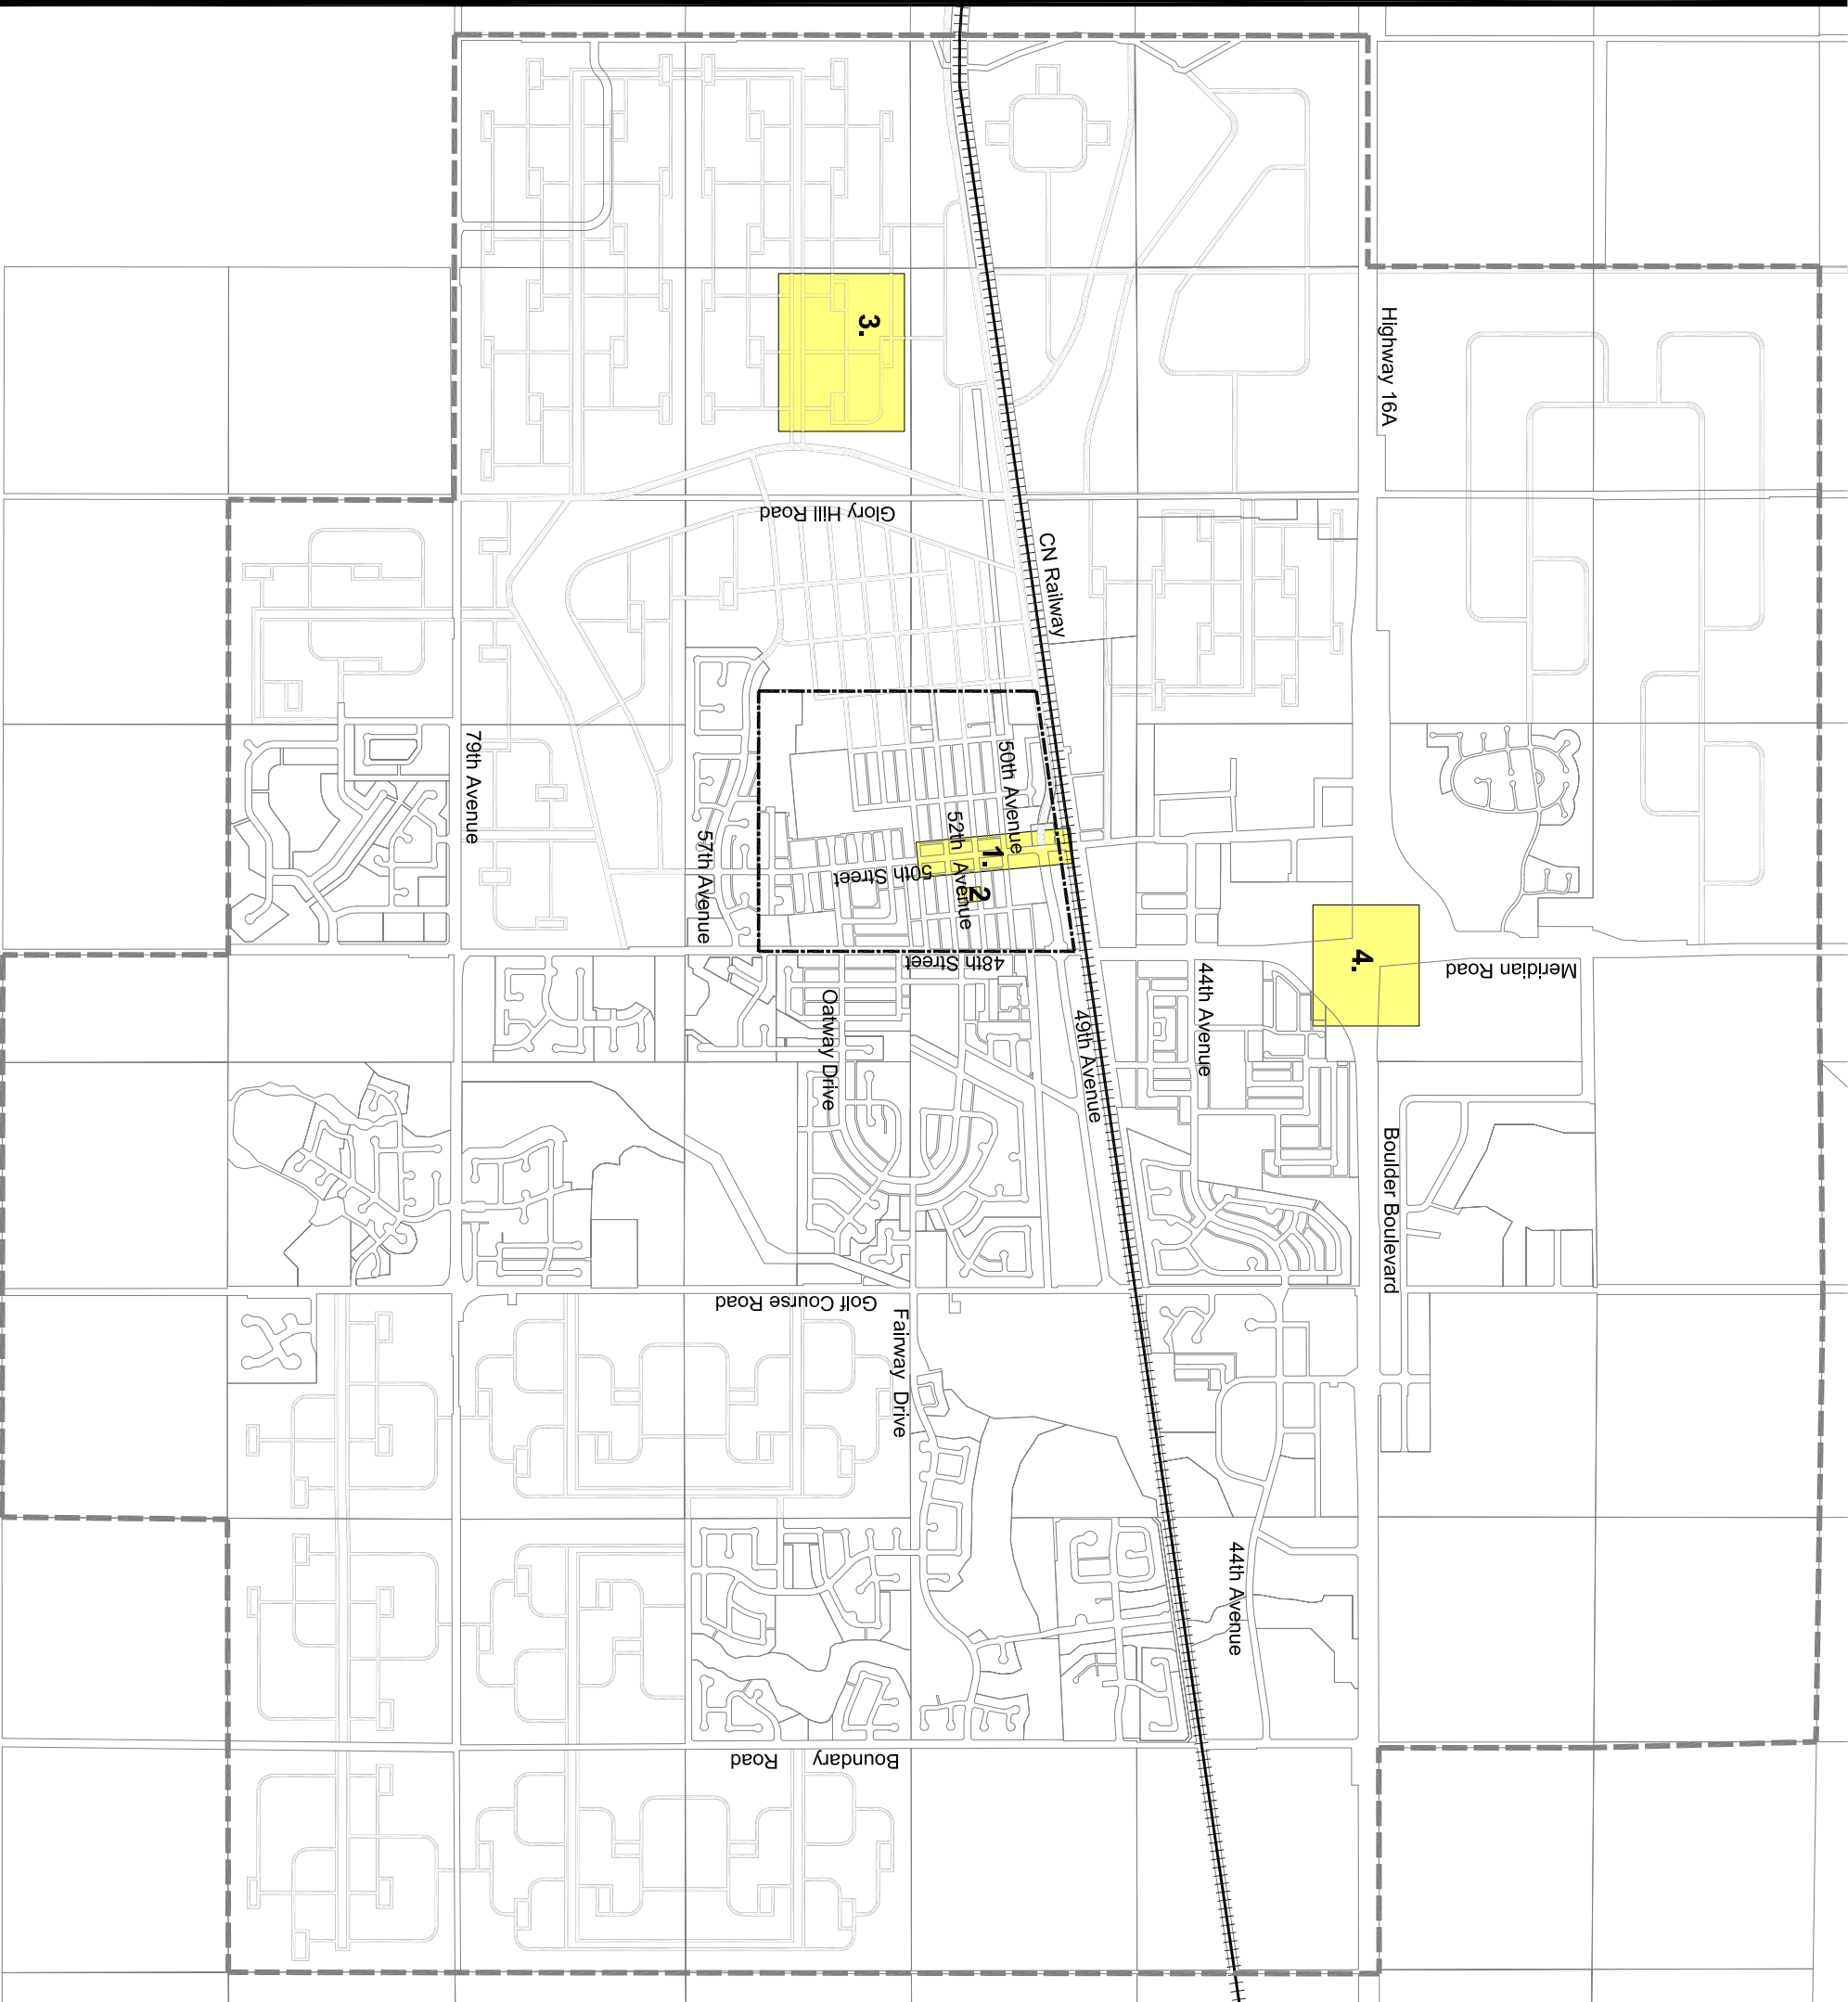 3.
Highway 16A
Glory Hill Road
CN Railway
79th Avenue
50th Avenue
52th Avenue
57th Avenue
1.
50th Street
2
4.
48th Street
Meridian Road
Oatway Drive
44th Avenue
49th Avenue
Boulder Boulevard
Golf Course Road
Fairway Drive
44th Avenue
Boundary Road